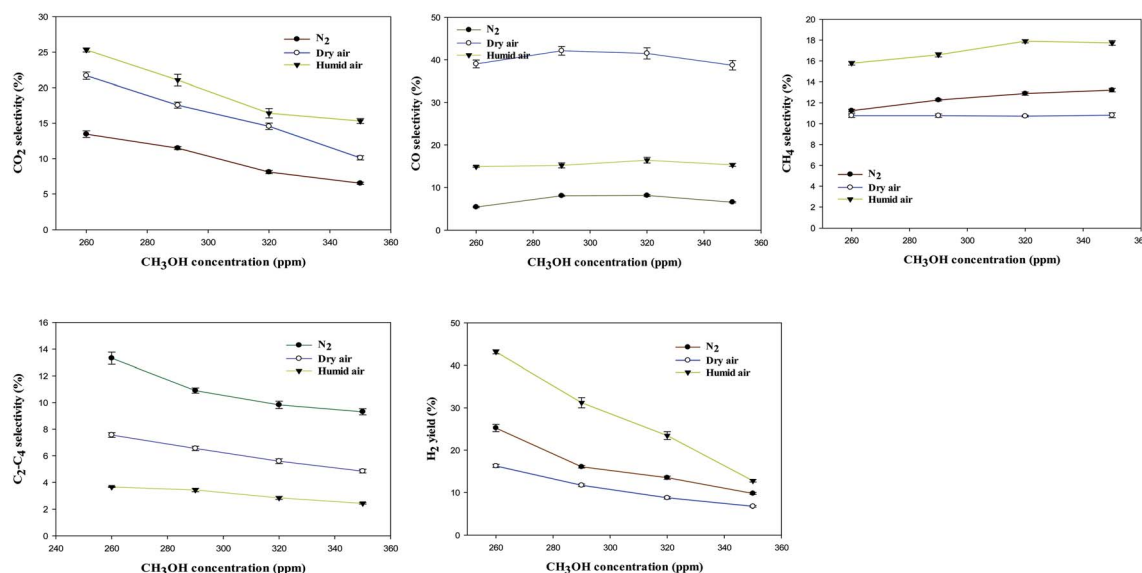 30
25
20
15
10
5
0
CO2 selectivity (%)
N2
Dry air
Humid air
260 280 300 320 340 360
CH3OH concentration (ppm)
50
40
30
20
10
0
CO selectivity (%)
N2
Dry air
Humid air
260 280 300 320 340 360
CH3OH concentration (ppm)
20
18
16
14
12
10
8
6
4
2
0
CH4 selectivity (%)
N2
Dry air
Humid air
260 280 300 320 340 360
CH3OH concentration (ppm)
16
14
12
10
8
6
4
2
0
C2-C4 selectivity (%)
N2
Dry air
Humid air
240 260 280 300 320 340 360
CH3OH concentration (ppm)
50
40
30
20
10
0
H2 yield (%)
N2
Dry air
Humid air
260 280 300 320 340 360
CH3OH concentration (ppm)